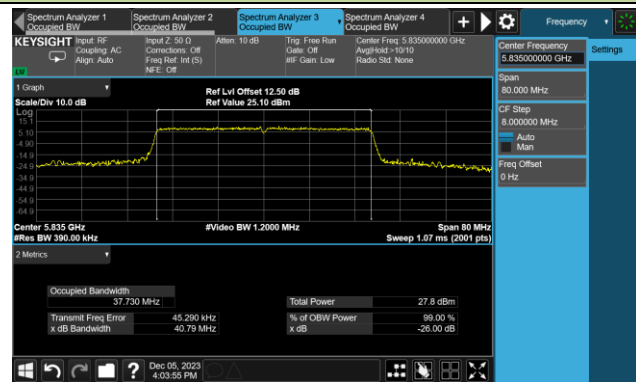 Spectrum Analyzer 1
Occupied BW
Spectrum Analyzer 2
Occupied BW
Spectrum Analyzer 3
Occupied BW
Spectrum Analyzer 4
Occupied BW
Frequency
KEYSIGHT
Input: RF
Coupling: AC
Align: Auto
Input Z: 50 Ω
Corrections: Off
Freq Ref: Int (S)
NFE: Off
Atten: 10 dB
Trig: Free Run
Gate: Off
#IF Gain: Low
Center Freq: 5.835000000 GHz
Avg|Hold:>10/10
Radio Std: None
Center Frequency
5.835000000 GHz
Settings
Span
80.000 MHz
CF Step
8.000000 MHz
Auto
Man
Freq Offset
0 Hz
1 Graph
Scale/Div 10.0 dB
Ref Lvl Offset 12.50 dB
Ref Value 25.10 dBm
Log
15.1
5.10
-4.90
-14.9
-24.9
-34.9
-44.9
-54.9
-64.9
Center 5.835 GHz
#Video BW 1.2000 MHz
Span 80 MHz
#Res BW 390.00 kHz
Sweep 1.07 ms (2001 pts)
2 Metrics
Occupied Bandwidth
37.730 MHz
Total Power
27.8 dBm
Transmit Freq Error
45.290 kHz
% of OBW Power
99.00 %
x dB Bandwidth
40.79 MHz
x dB
-26.00 dB
Dec 05, 2023
4:03:55 PM